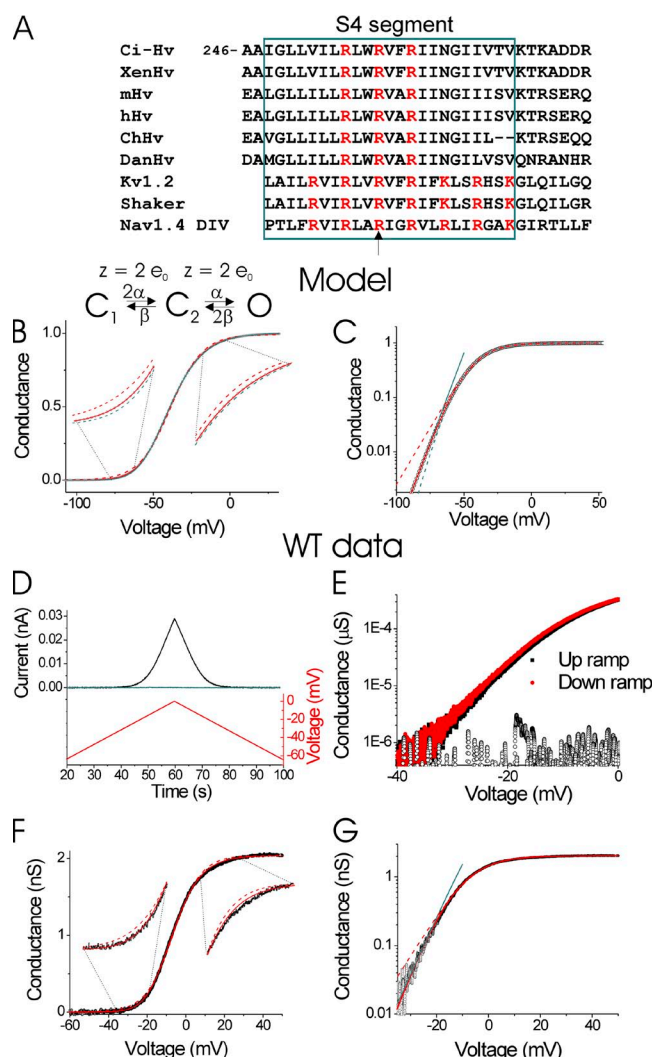 A
S4 segment
Ci-Hv 246- AAIGLLVILRLWRVFRIINGIIVTVKTKADDR
XenHv AAIGLLVILRLWRVFRIINGIIVTVKTKADDR
mHv EALGLLILLRLWRVARIINGIIISVKTRSERQ
hHv EALGLLILLRLWRVARIINGIIISVKTRSERQ
ChHv EAVGLLILLRLWRVARIINGIIL--KTRSEQQ
DanHv DAMGLLILLRLWRVARIINGILVSVQNRANHR
Kv1.2 LAILRVIRLVRVFRIFKLSRHSKGLQILGQ
Shaker LAILRVIRLVRVFRIFKLSRHSKGLQILGR
Nav1.4 DIV PTLFRVIRLARIGRVLRLIRGAKGIRTLLF
z = 2 e0 z = 2 e0
C1 2α β C2 α 2β O
Model
B
Conductance
1.0
0.5
0.0
-100 -50 0
Voltage (mV)
C
Conductance
1
0.1
0.01
-100 -75 -50 -25 0 25 50
Voltage (mV)
WT data
D
Current (nA)
0.03
0.02
0.01
0.00
Voltage (mV)
0
-20
-40
-60
20 40 50 60 70 80 100
Time (s)
E
Conductance (µS)
1E-4
1E-5
1E-6
Up ramp
Down ramp
-40 -30 -20 -10 0
Voltage (mV)
F
Conductance (nS)
2
1
0
-60 -40 -20 0 20 40
Voltage (mV)
G
Conductance (nS)
1
0.1
0.01
-20 0 20 40
Voltage (mV)